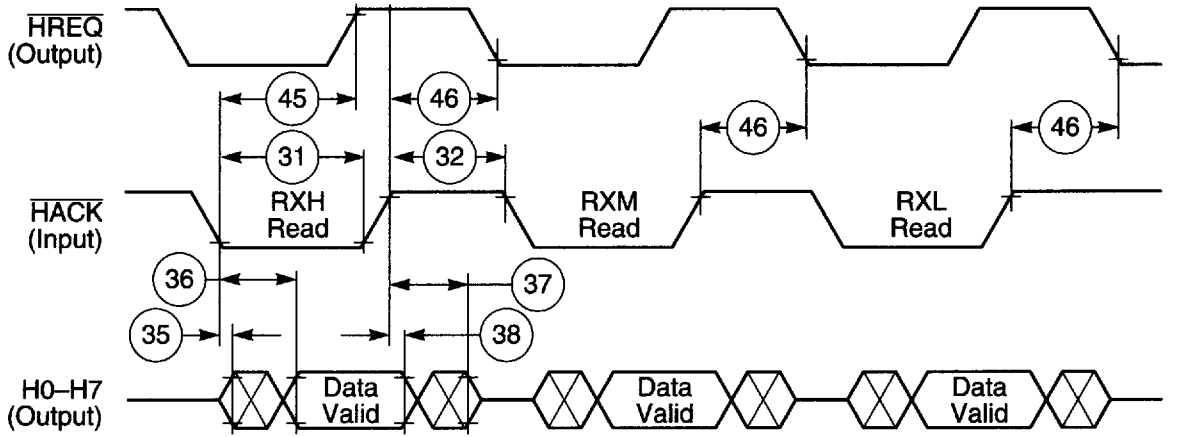 HREQ
(Output)
45
46
46
46
31
32
HACK
(Input)
RXH
Read
RXM
Read
RXL
Read
36
37
35
38
H0–H7
(Output)
Data
Valid
Data
Valid
Data
Valid